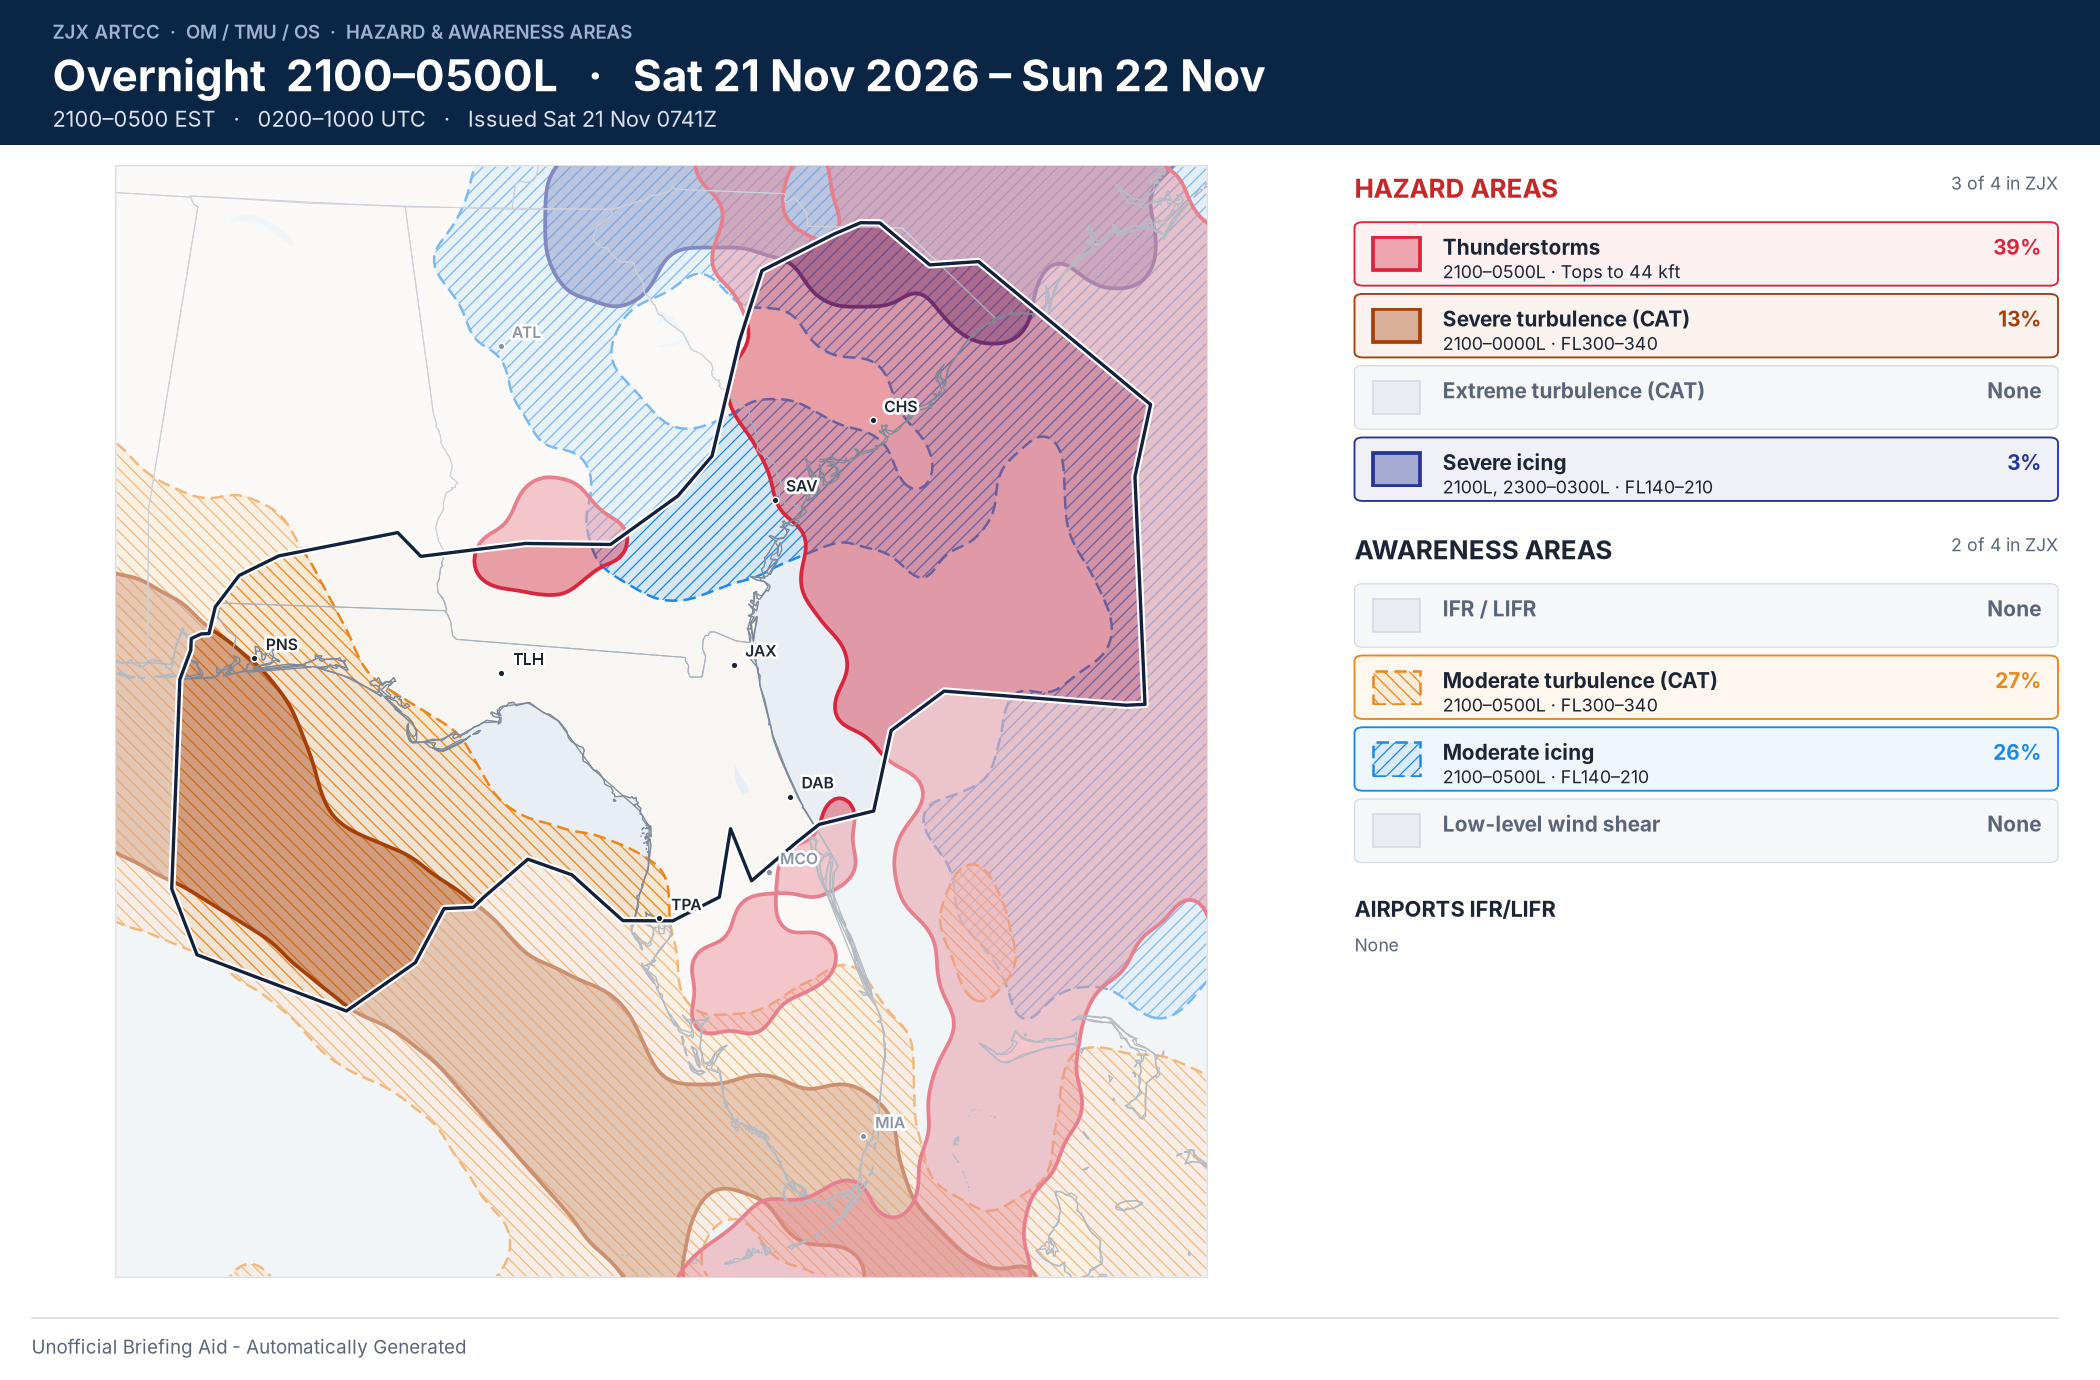 ZJX ARTCC · OM / TMU / OS · HAZARD & AWARENESS AREAS
Overnight 2100–0500L · Sat 21 Nov 2026 – Sun 22 Nov
2100–0500 EST · 0200–1000 UTC · Issued Sat 21 Nov 0741Z
ATL
CHS
SAV
PNS
TLH
JAX
DAB
MCO
TPA
MIA
HAZARD AREAS
3 of 4 in ZJX
Thunderstorms
39%
2100–0500L · Tops to 44 kft
Severe turbulence (CAT)
13%
2100–0000L · FL300–340
Extreme turbulence (CAT)
None
Severe icing
3%
2100L, 2300–0300L · FL140–210
AWARENESS AREAS
2 of 4 in ZJX
IFR / LIFR
None
Moderate turbulence (CAT)
27%
2100–0500L · FL300–340
Moderate icing
26%
2100–0500L · FL140–210
Low-level wind shear
None
AIRPORTS IFR/LIFR
None
Unofficial Briefing Aid - Automatically Generated